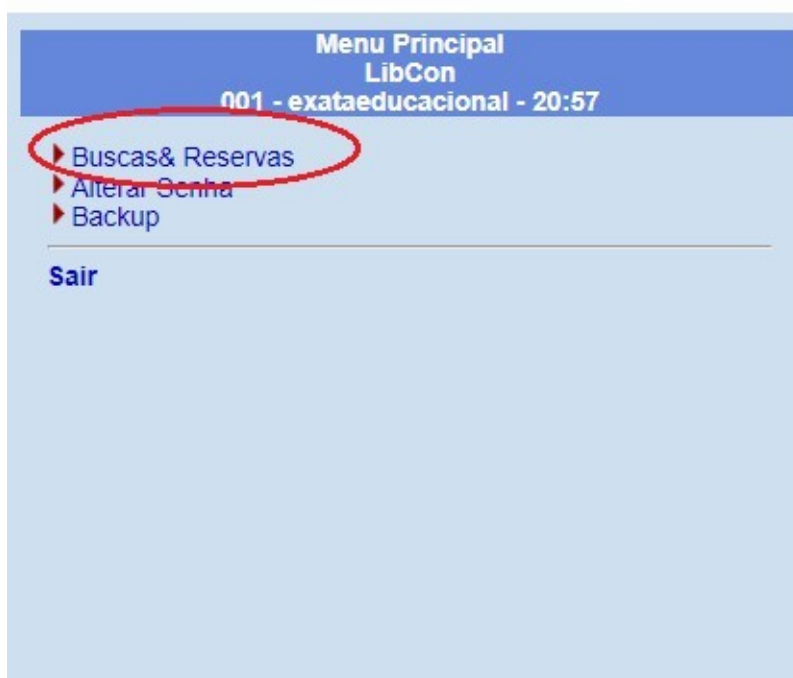 Menu Principal
LibCon
001 - exataeducacional - 20:57
Buscas& Reservas
Alterar Senha
Backup
Sair